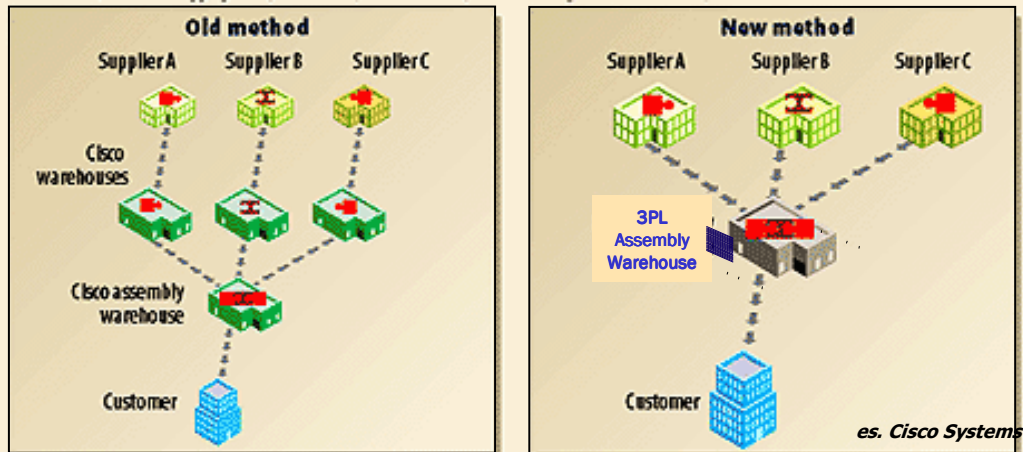 Old method
Supplier A
Supplier B
Supplier C
Cisco
warehouses
Cisco assembly
warehouse
Customer
New method
Supplier A
Supplier B
Supplier C
3PL
Assembly
Warehouse
Customer
es. Cisco Systems